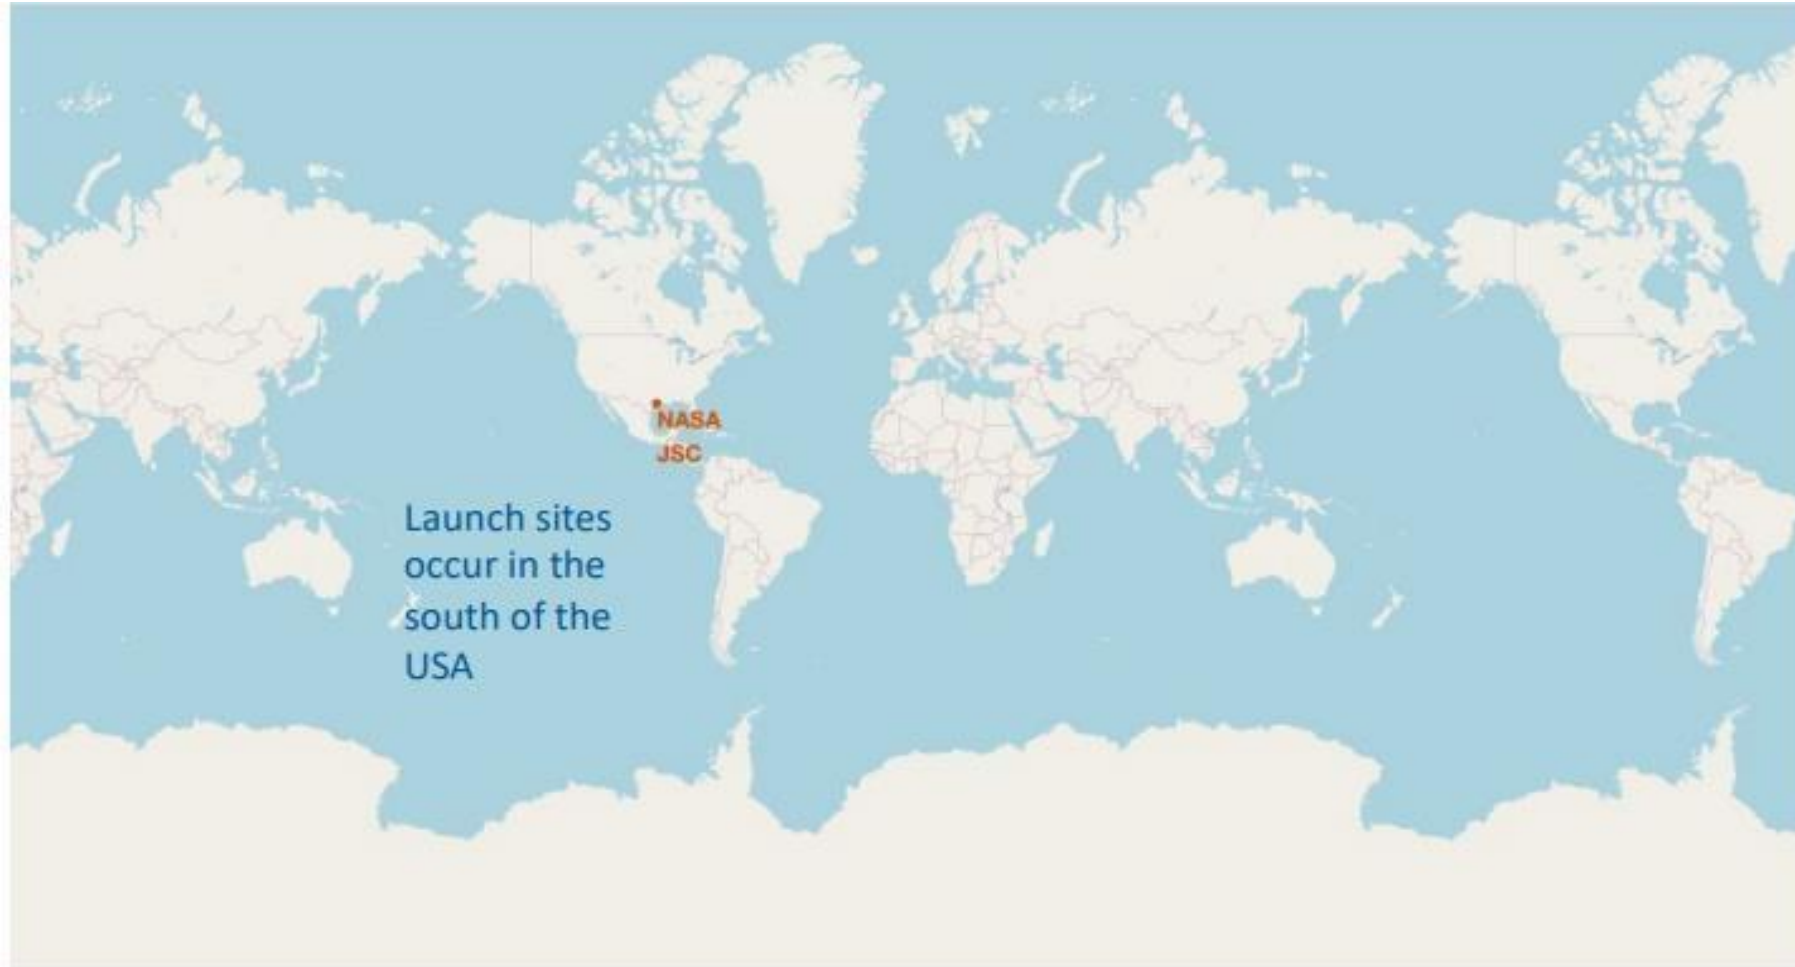 NASA
JSC
Launch sites
occur in the
south of the
USA